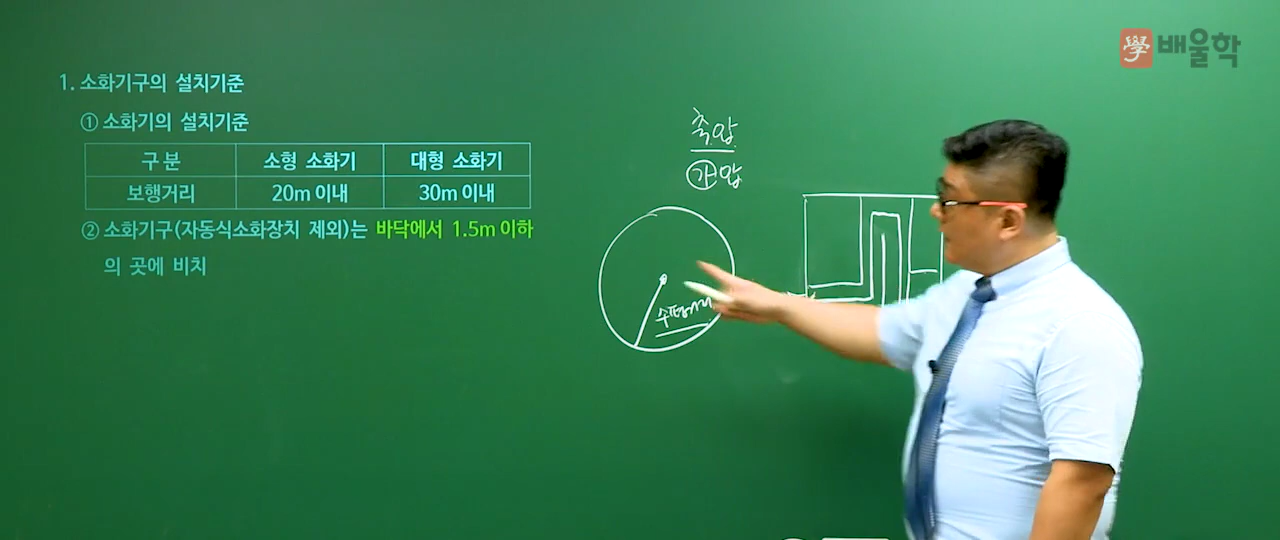 學 배울학
1. 소화기구의 설치기준
① 소화기의 설치기준
구분 소형 소화기 대형 소화기
보행거리 20m 이내 30m 이내
② 소화기구(자동식소화장치 제외)는 바닥에서 1.5m 이하
의 곳에 비치
축압
가압